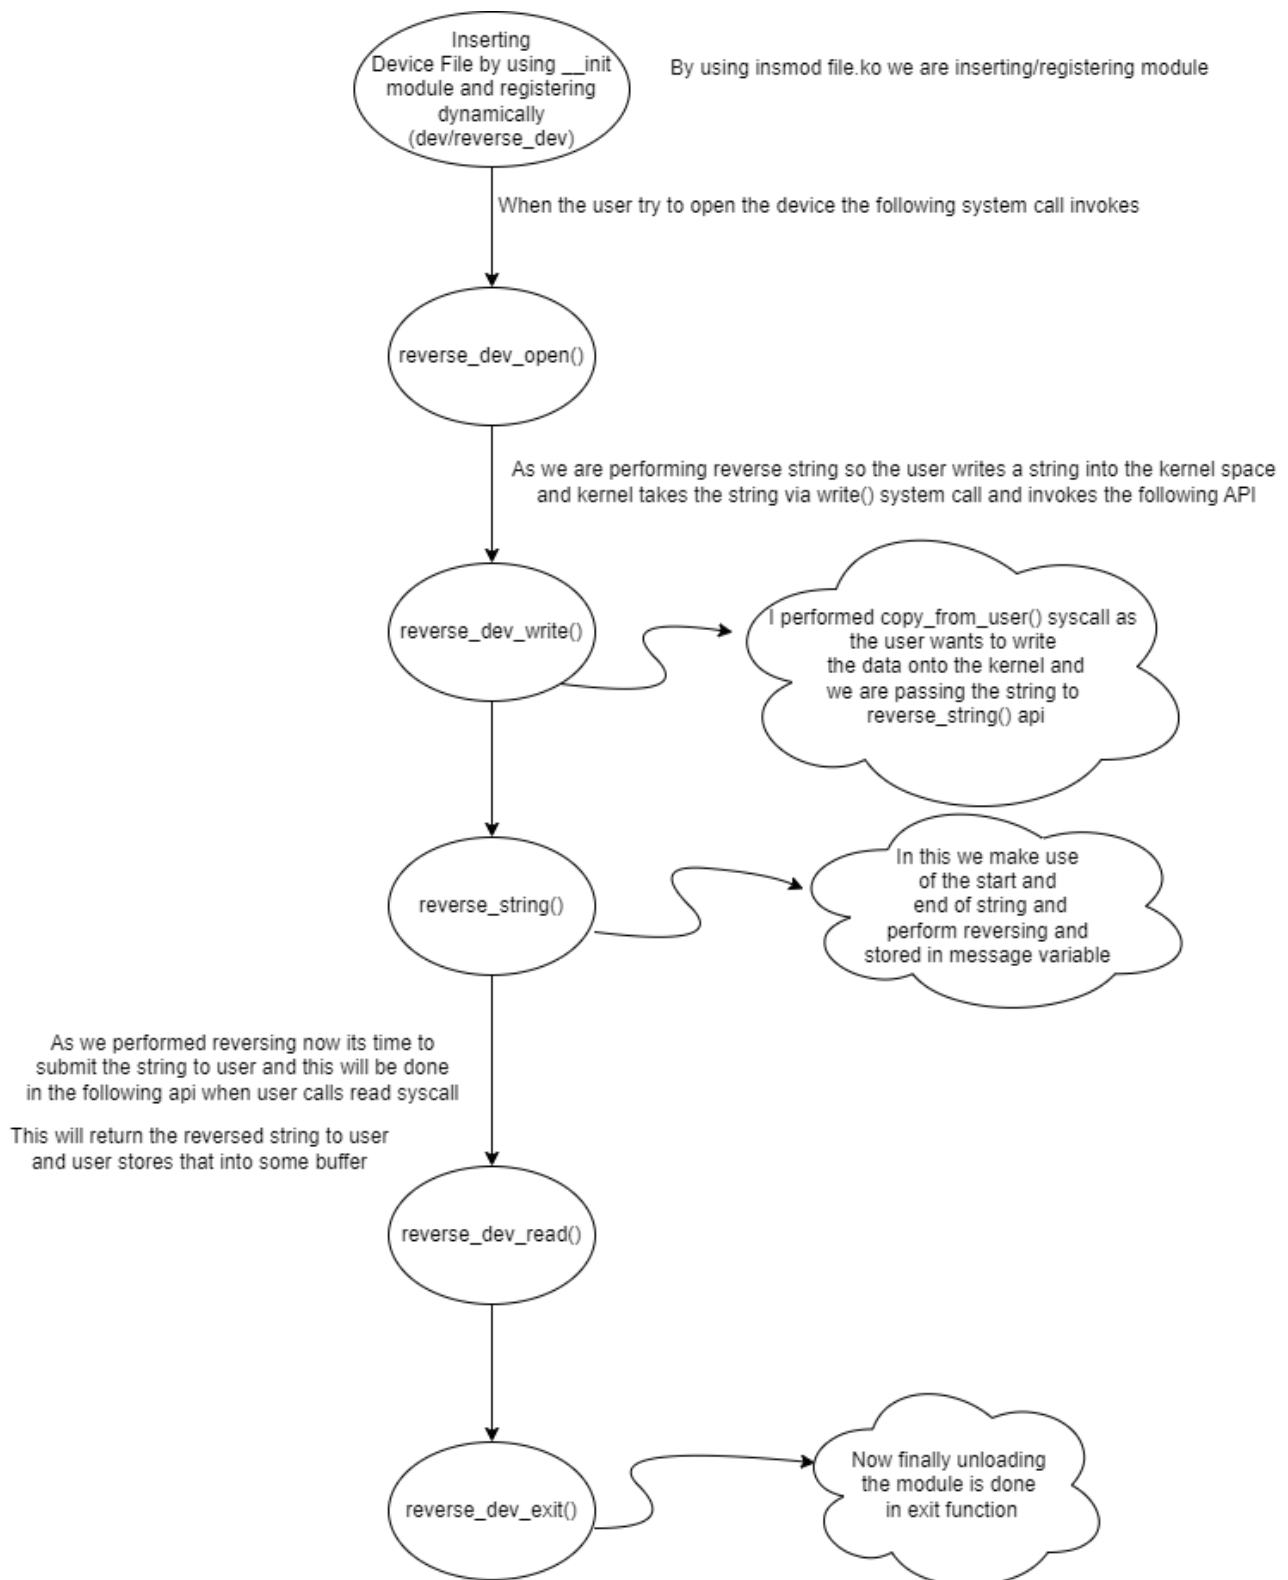 Inserting
Device File by using __init
module and registering
dynamically
(dev/reverse_dev)
By using insmod file.ko we are inserting/registering module
When the user try to open the device the following system call invokes
reverse_dev_open()
As we are performing reverse string so the user writes a string into the kernel space
and kernel takes the string via write() system call and invokes the following API
reverse_dev_write()
I performed copy_from_user() syscall as
the user wants to write
the data onto the kernel and
we are passing the string to
reverse_string() api
reverse_string()
In this we make use
of the start and
end of string and
perform reversing and
stored in message variable
As we performed reversing now its time to
submit the string to user and this will be done
in the following api when user calls read syscall
This will return the reversed string to user
and user stores that into some buffer
reverse_dev_read()
reverse_dev_exit()
Now finally unloading
the module is done
in exit function